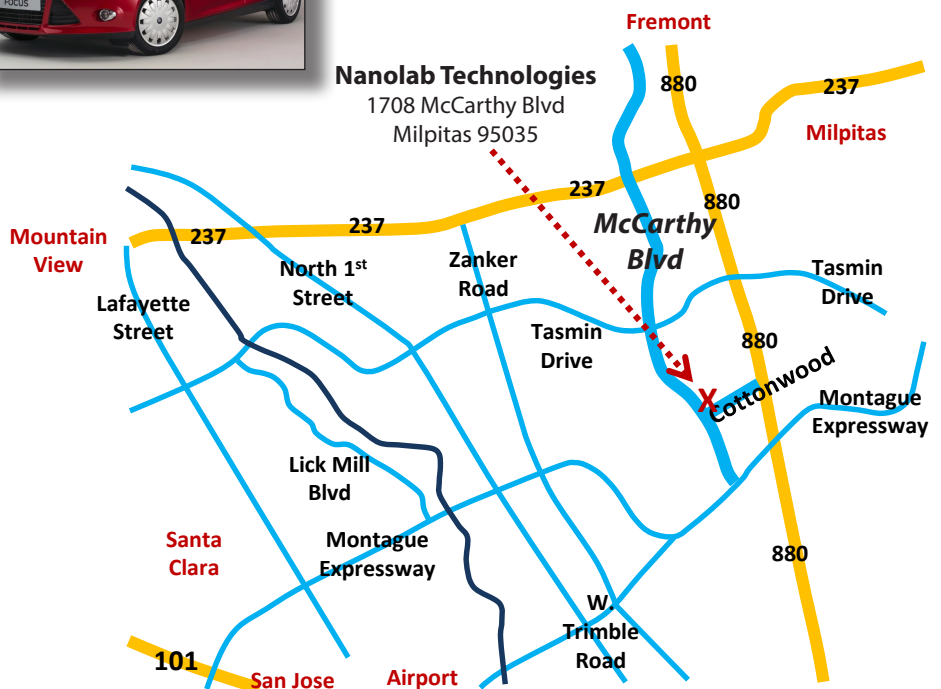 FOCUS
Fremont
Nanolab Technologies
1708 McCarthy Blvd
Milpitas 95035
880
237
Milpitas
237
880
McCarthy
Blvd
237
237
Mountain
View
North 1st
Street
Zanker
Road
Tasmin
Drive
Lafayette
Street
Tasmin
Drive
880
Cottonwood
X
Montague
Expressway
Lick Mill
Blvd
Santa
Clara
Montague
Expressway
880
W.
Trimble
Road
101
San Jose
Airport